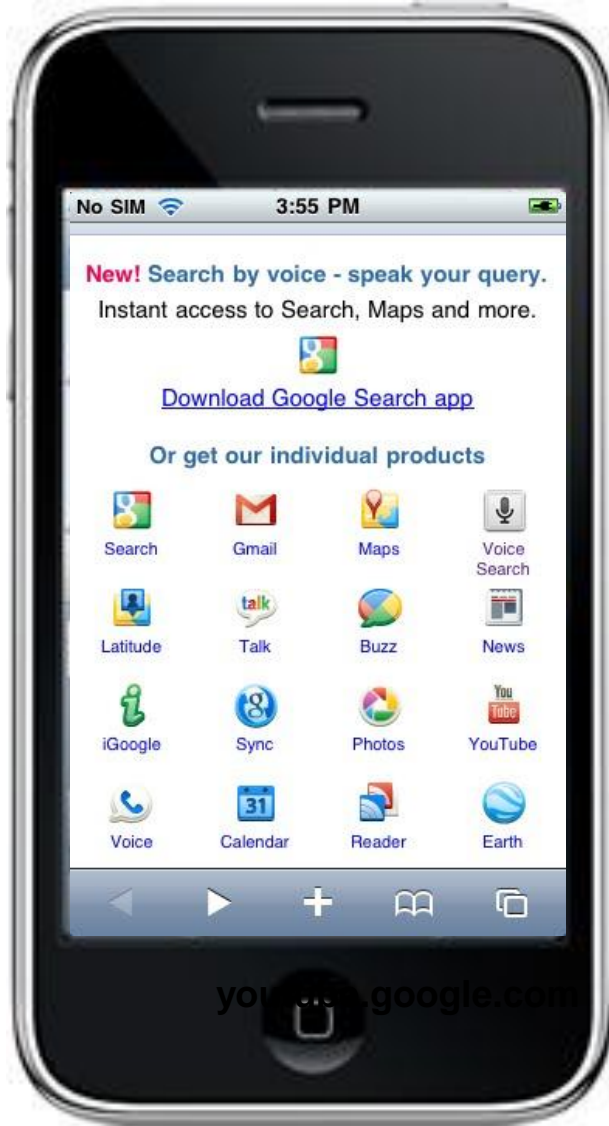 No SIM 3:55 PM
New! Search by voice - speak your query.
Instant access to Search, Maps and more.
Download Google Search app
Or get our individual products
Search Gmail Maps Voice Search
talk
Latitude Talk Buzz News
You
Tube
iGoogle Sync Photos YouTube
31
Voice Calendar Reader Earth